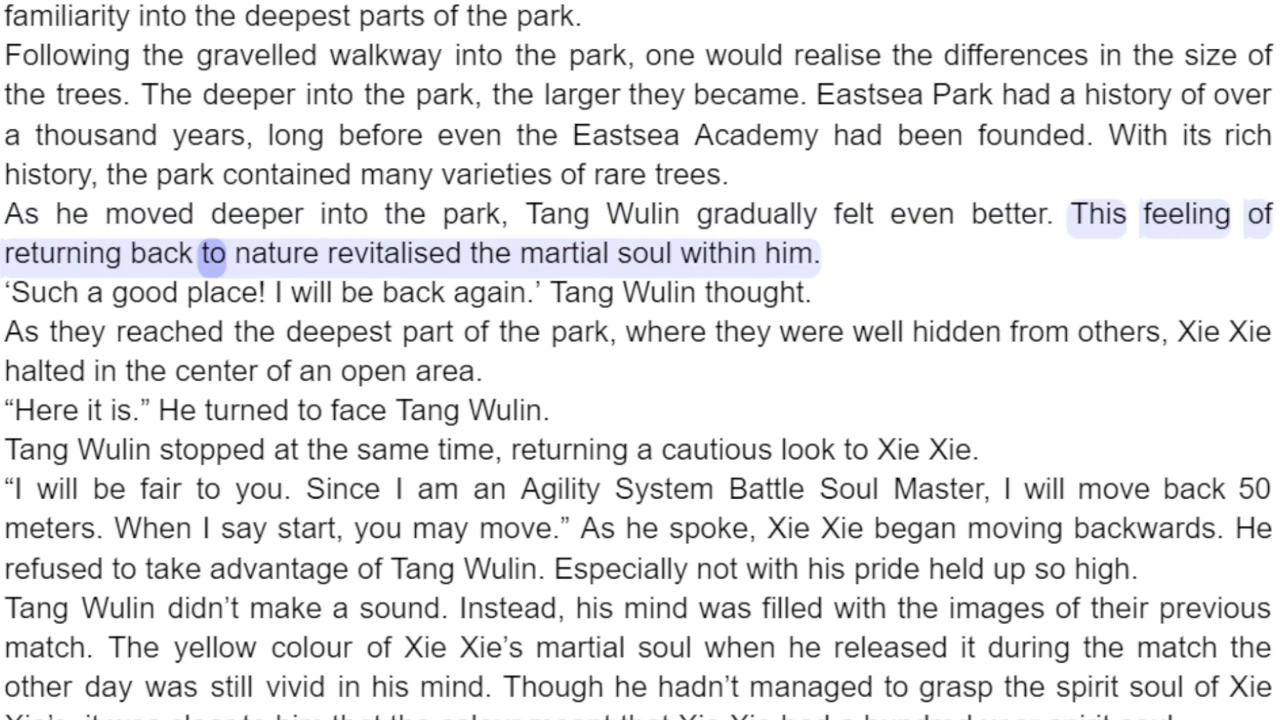 familiarity into the deepest parts of the park.
Following the gravelled walkway into the park, one would realise the differences in the size of
the trees. The deeper into the park, the larger they became. Eastsea Park had a history of over
a thousand years, long before even the Eastsea Academy had been founded. With its rich
history, the park contained many varieties of rare trees.
As he moved deeper into the park, Tang Wulin gradually felt even better. This feeling of
returning back to nature revitalised the martial soul within him.
‘Such a good place! I will be back again.’ Tang Wulin thought.
As they reached the deepest part of the park, where they were well hidden from others, Xie Xie
halted in the center of an open area.
“Here it is.” He turned to face Tang Wulin.
Tang Wulin stopped at the same time, returning a cautious look to Xie Xie.
“I will be fair to you. Since I am an Agility System Battle Soul Master, I will move back 50
meters. When I say start, you may move.” As he spoke, Xie Xie began moving backwards. He
refused to take advantage of Tang Wulin. Especially not with his pride held up so high.
Tang Wulin didn’t make a sound. Instead, his mind was filled with the images of their previous
match. The yellow colour of Xie Xie’s martial soul when he released it during the match the
other day was still vivid in his mind. Though he hadn’t managed to grasp the spirit soul of Xie